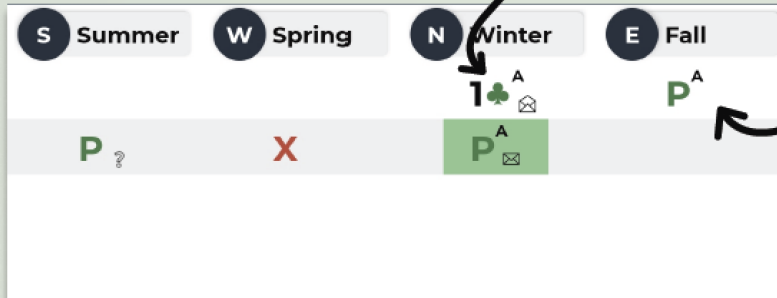 S Summer W Spring N Winter E Fall
1♣ A P A
P ? X P A